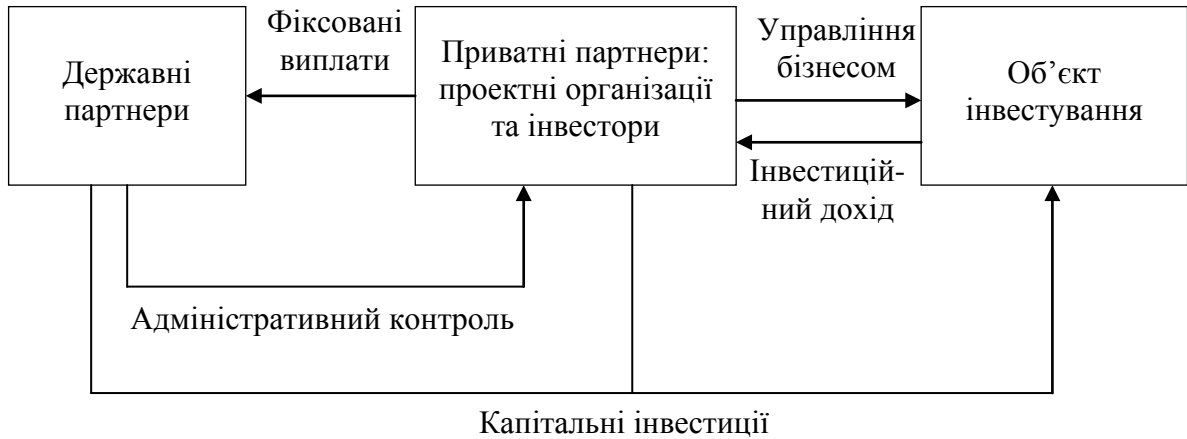 Державні
партнери
Фіксовані
виплати
Приватні партнери:
проектні організації
та інвестори
Управління
бізнесом
Інвестицій-
ний дохід
Об’єкт
інвестування
Адміністративний контроль
Капітальні інвестиції